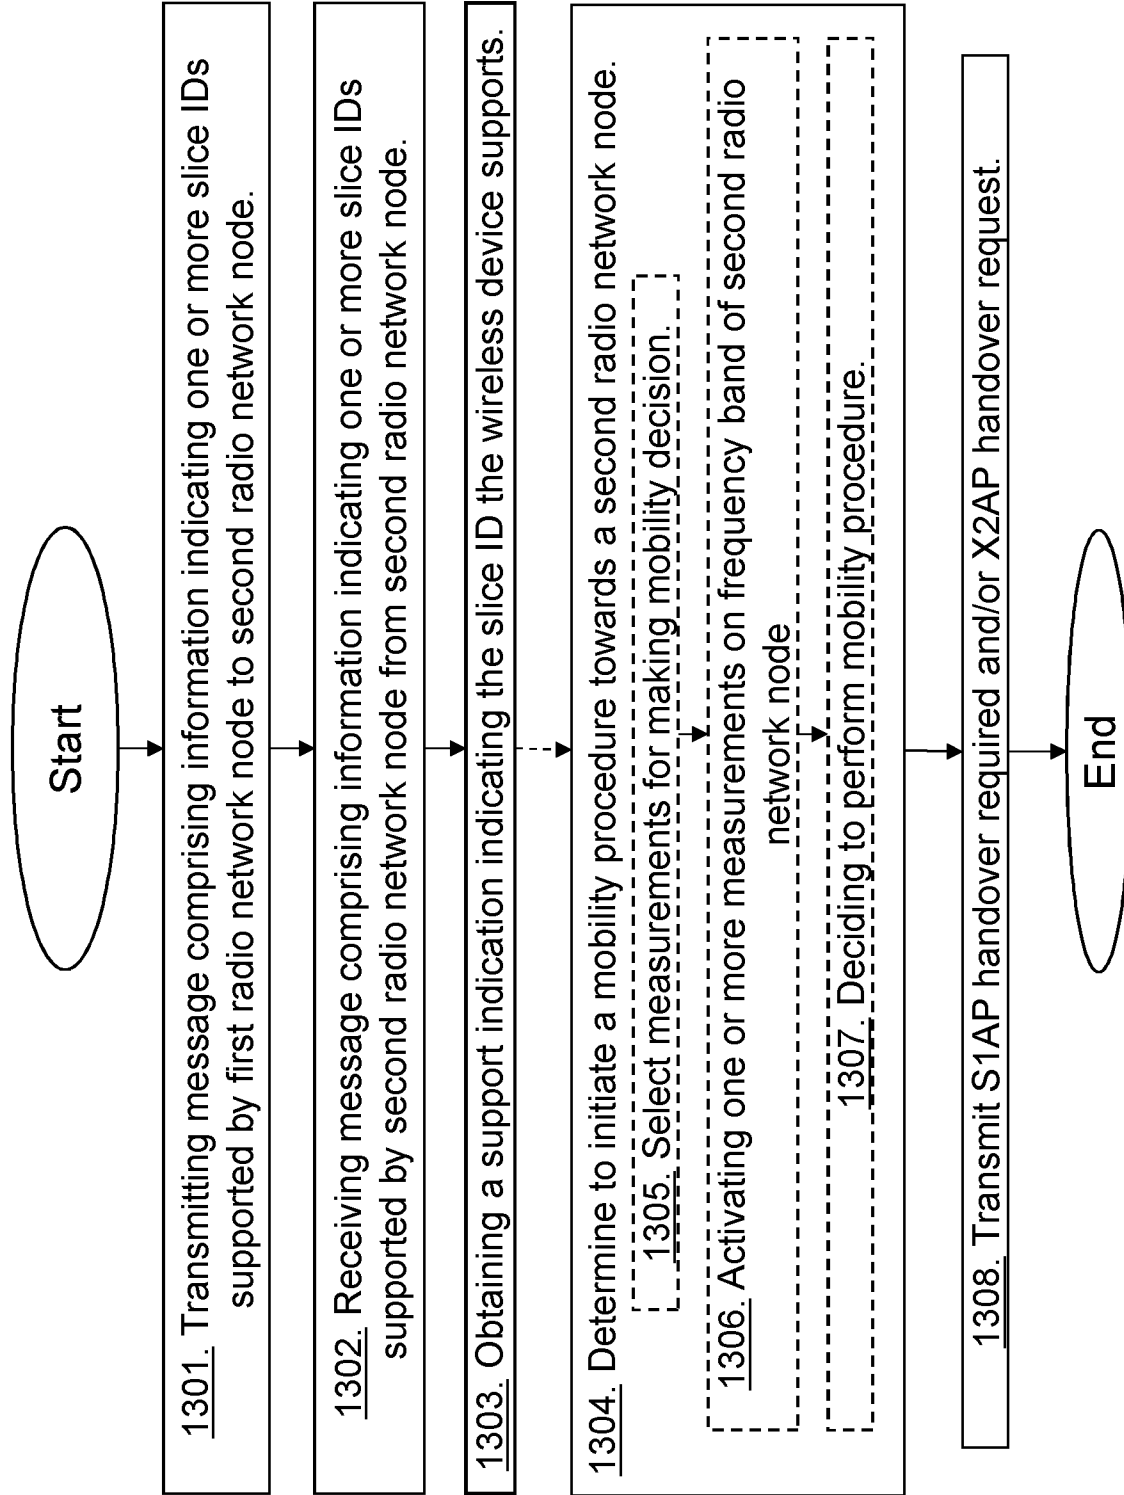 Start
1301. Transmitting message comprising information indicating one or more slice IDs
supported by first radio network node to second radio network node.
1302. Receiving message comprising information indicating one or more slice IDs
supported by second radio network node from second radio network node.
1303. Obtaining a support indication indicating the slice ID the wireless device supports.
1304. Determine to initiate a mobility procedure towards a second radio network node.
1305. Select measurements for making mobility decision.
1306. Activating one or more measurements on frequency band of second radio
network node
1307. Deciding to perform mobility procedure.
1308. Transmit S1AP handover required and/or X2AP handover request.
End